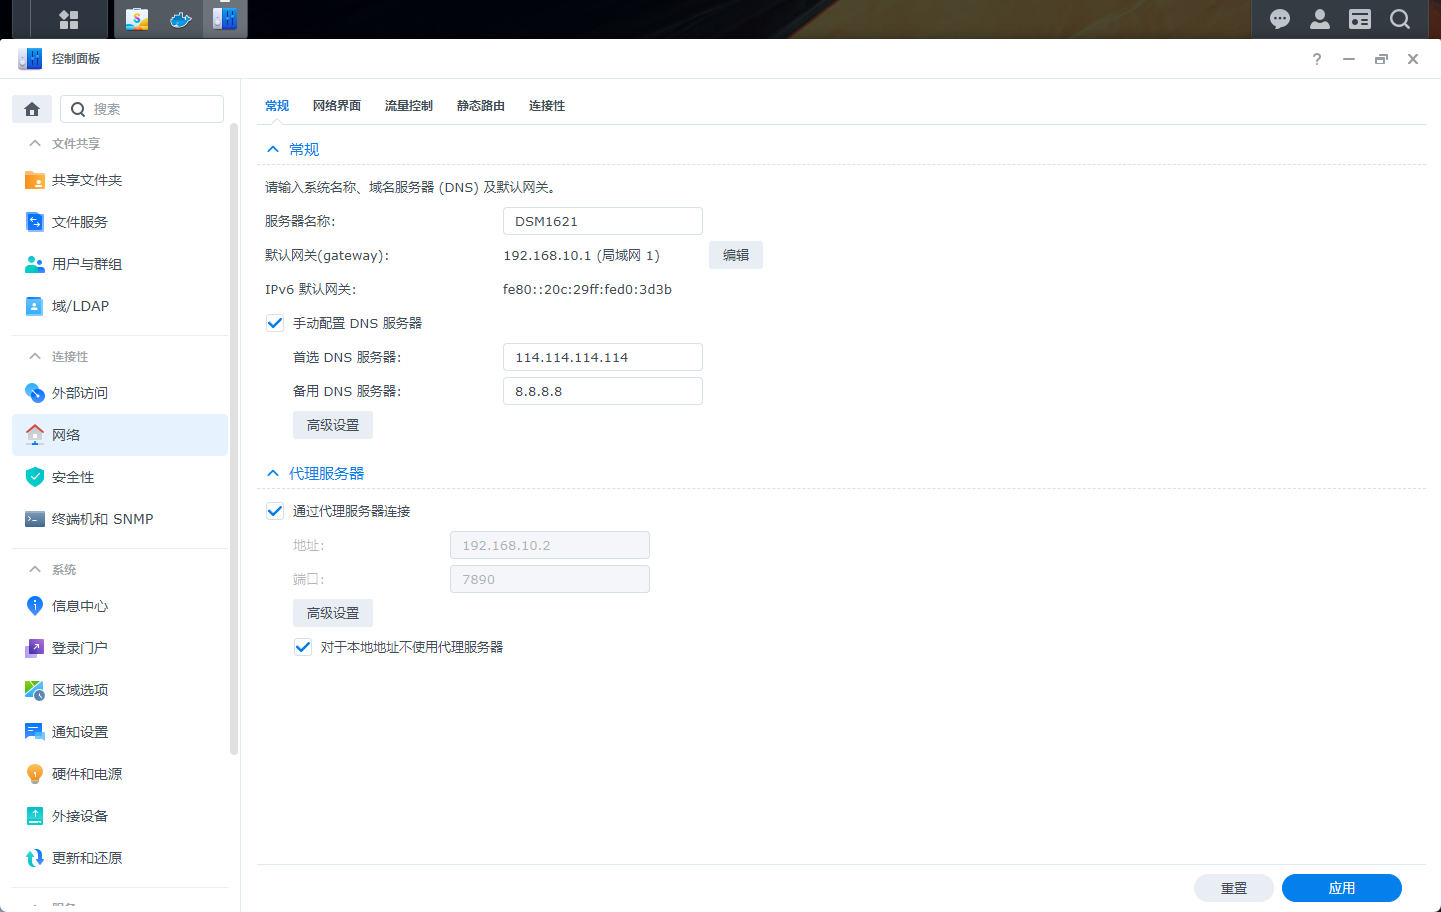 控制面板
?
搜索
文件共享
共享文件夹
文件服务
用户与群组
域/LDAP
连接性
外部访问
网络
安全性
终端机和 SNMP
系统
信息中心
登录门户
区域选项
通知设置
硬件和电源
外接设备
更新和还原
常规 网络界面 流量控制 静态路由 连接性
常规
请输入系统名称、域名服务器 (DNS) 及默认网关。
服务器名称: DSM1621
默认网关(gateway): 192.168.10.1 (局域网 1) 编辑
IPv6 默认网关: fe80::20c:29ff:fed0:3d3b
手动配置 DNS 服务器
首选 DNS 服务器: 114.114.114.114
备用 DNS 服务器: 8.8.8.8
高级设置
代理服务器
通过代理服务器连接
地址: 192.168.10.2
端口: 7890
高级设置
对于本地地址不使用代理服务器
重置 应用